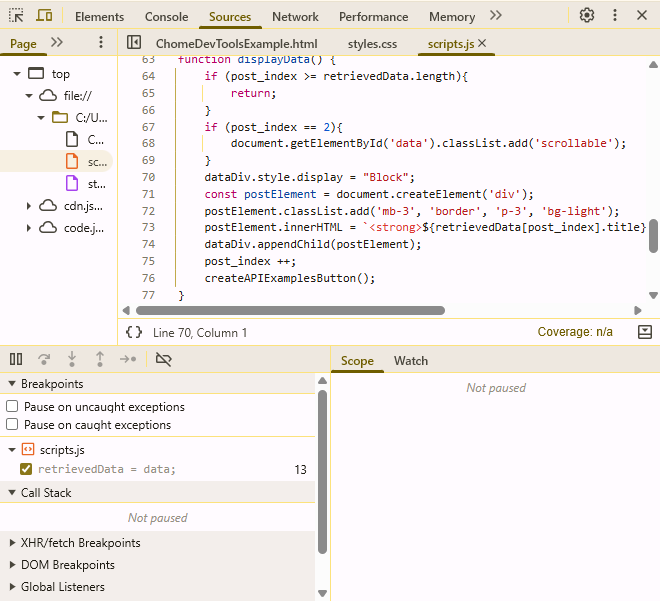 Elements Console Sources Network Performance Memory
Page
ChomeDevToolsExample.html styles.css scripts.js
top
file://
C:/U...
C...
sc...
st...
cdn.js...
code.j...
63 function displayData() {
64 if (post_index >= retrievedData.length){
65 return;
66 }
67 if (post_index == 2){
68 document.getElementById('data').classList.add('scrollable');
69 }
70 dataDiv.style.display = "Block";
71 const postElement = document.createElement('div');
72 postElement.classList.add('mb-3', 'border', 'p-3', 'bg-light');
73 postElement.innerHTML = `<strong>${retrievedData[post_index].title}
74 dataDiv.appendChild(postElement);
75 post_index ++;
76 createAPIExamplesButton();
77 }
{} Line 70, Column 1 Coverage: n/a
Breakpoints
Pause on uncaught exceptions
Pause on caught exceptions
scripts.js
retrievedData = data; 13
Call Stack
Not paused
XHR/fetch Breakpoints
DOM Breakpoints
Global Listeners
Scope Watch
Not paused